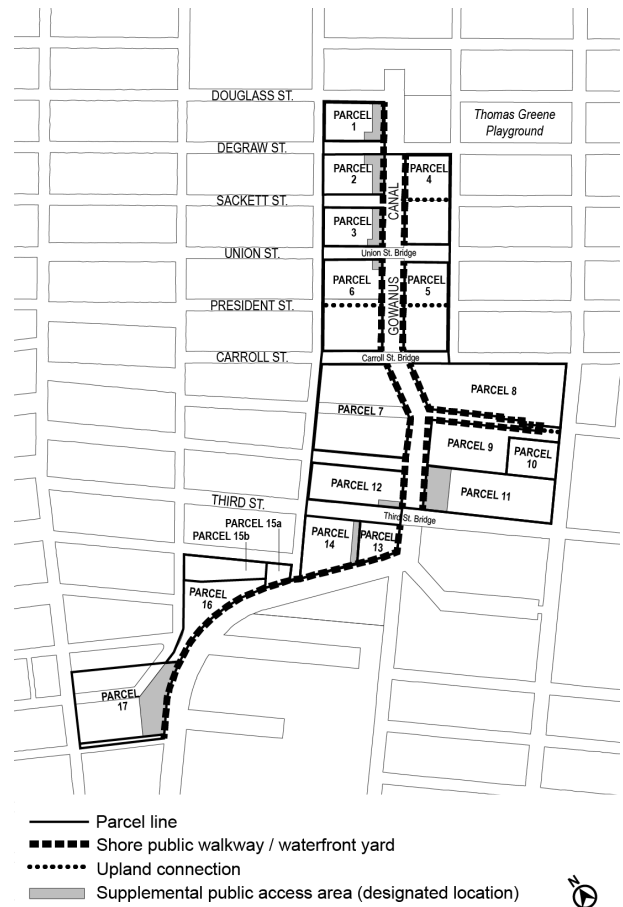 DOUGLASS ST.
PARCEL
1
Thomas Greene
Playground
DEGRAW ST.
PARCEL
2
PARCEL
4
SACKETT ST.
CANAL
PARCEL
3
UNION ST.
Union St. Bridge
PARCEL
6
GOWANUS
PARCEL
5
PRESIDENT ST.
CARROLL ST.
Carroll St. Bridge
PARCEL 8
PARCEL 7
PARCEL 9
PARCEL
10
PARCEL 12
PARCEL 11
THIRD ST.
Third St. Bridge
PARCEL 15a
PARCEL 15b
PARCEL
14
PARCEL
13
PARCEL
16
PARCEL
17
Parcel line
Shore public walkway / waterfront yard
Upland connection
Supplemental public access area (designated location)
N